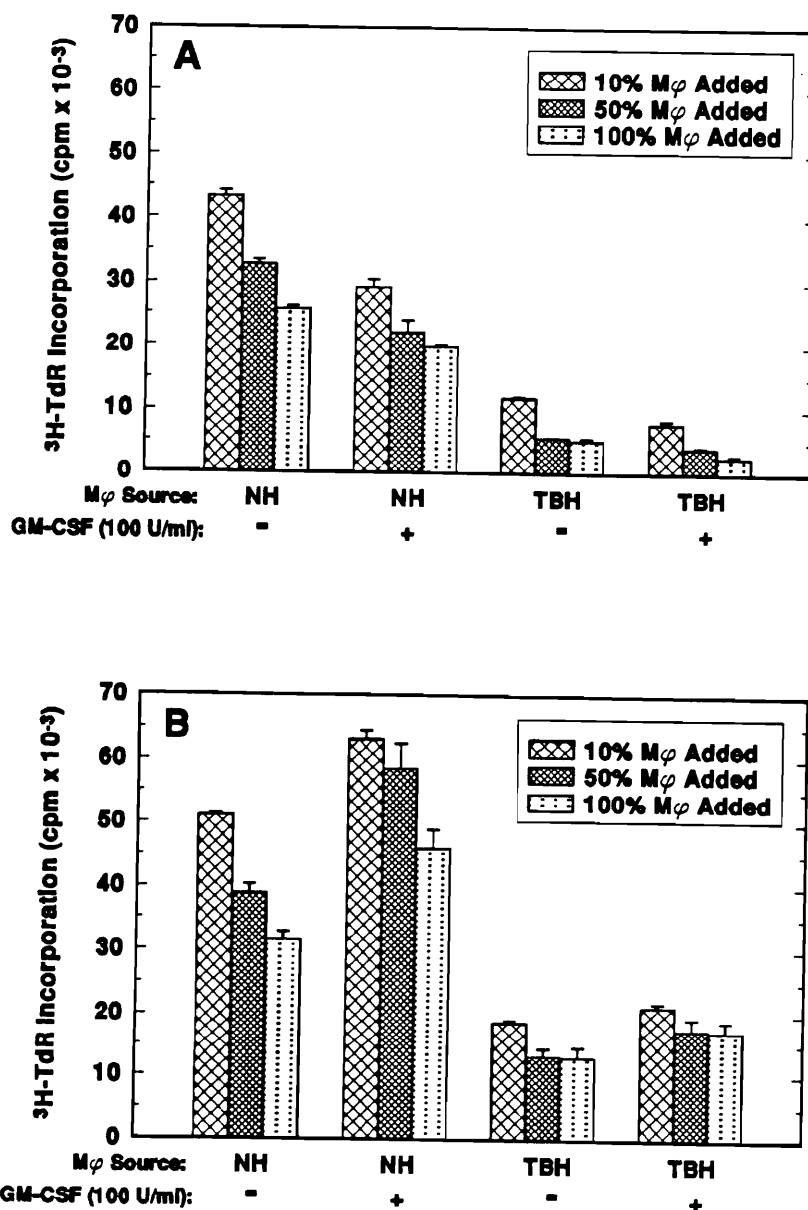 A
70
60
50
40
30
20
10
0
³H-TdR Incorporation (cpm x 10⁻³)
10% Mφ Added
50% Mφ Added
100% Mφ Added
Mφ Source: NH NH TBH TBH
GM-CSF (100 U/ml): - + - +
B
70
60
50
40
30
20
10
0
³H-TdR Incorporation (cpm x 10⁻³)
10% Mφ Added
50% Mφ Added
100% Mφ Added
Mφ Source: NH NH TBH TBH
GM-CSF (100 U/ml): - + - +